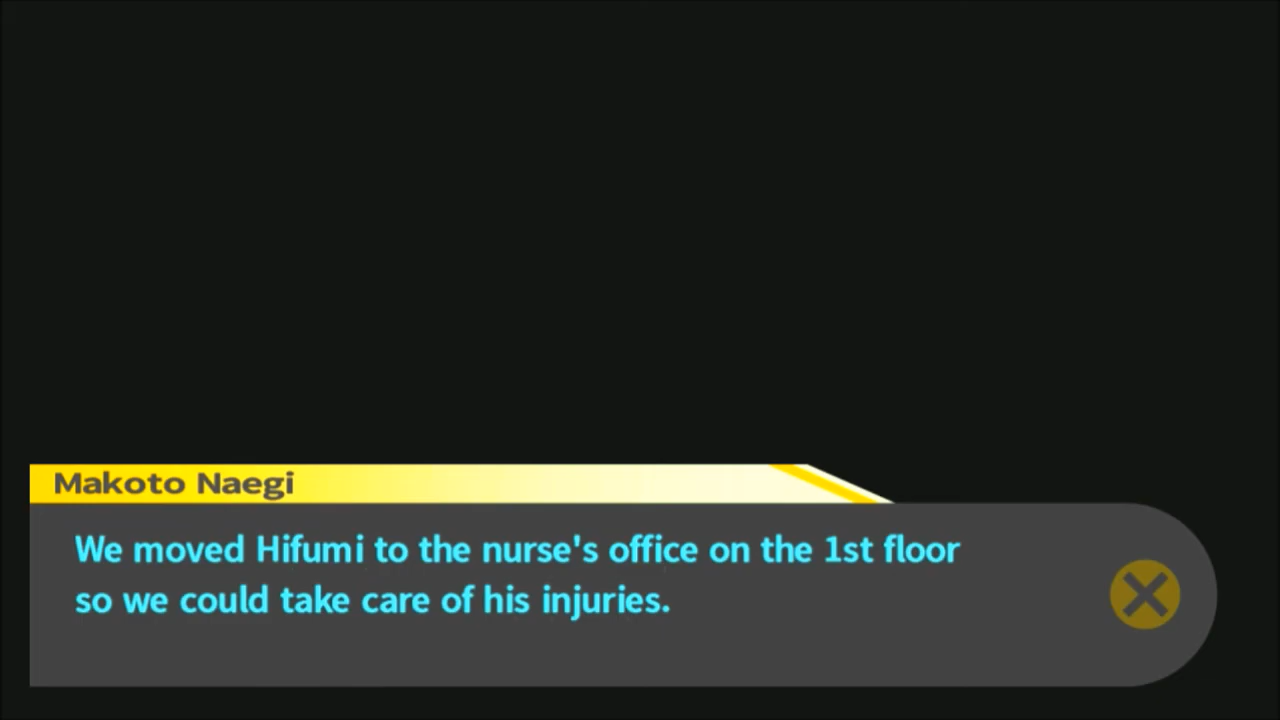 Makoto Naegi
We moved Hifumi to the nurse's office on the 1st floor
so we could take care of his injuries.